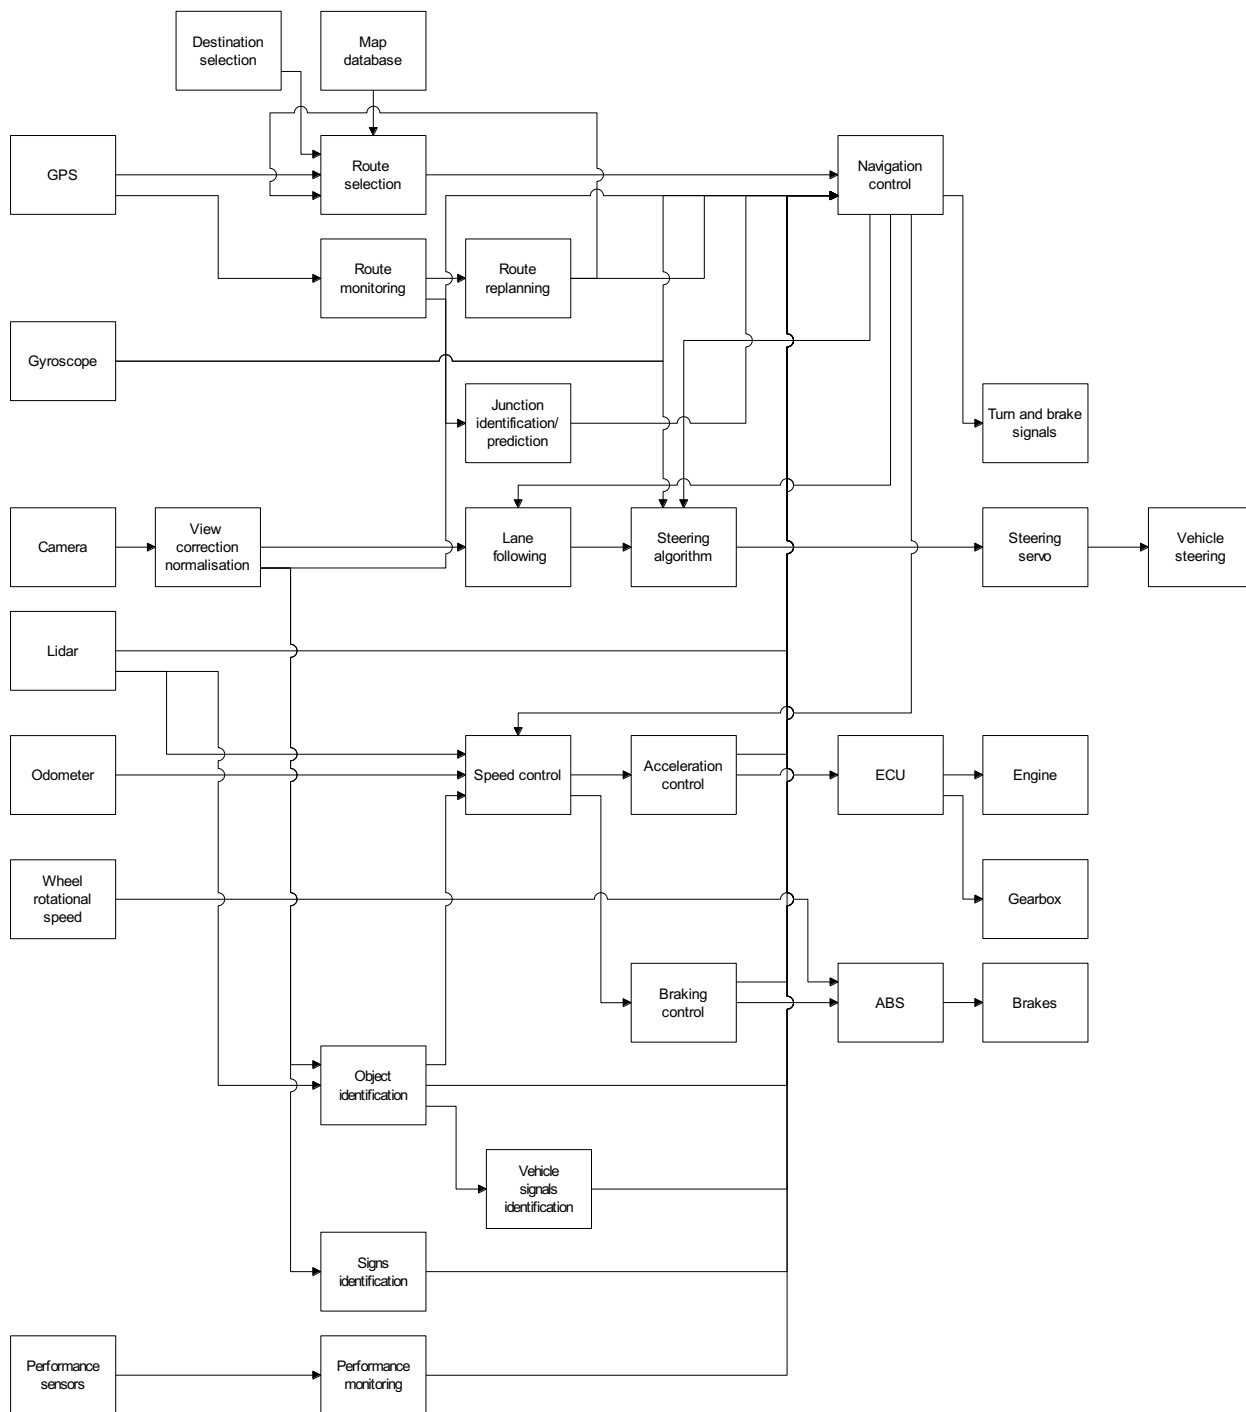 Destination
selection
Map
database
GPS
Route
selection
Navigation
control
Route
monitoring
Route
replanning
Gyroscope
Junction
identification/
prediction
Turn and brake
signals
Camera
View
correction
normalisation
Lane
following
Steering
algorithm
Steering
servo
Vehicle
steering
Lidar
Odometer
Speed control
Acceleration
control
ECU
Engine
Wheel
rotational
speed
Gearbox
Braking
control
ABS
Brakes
Object
identification
Vehicle
signals
identification
Signs
identification
Performance
sensors
Performance
monitoring